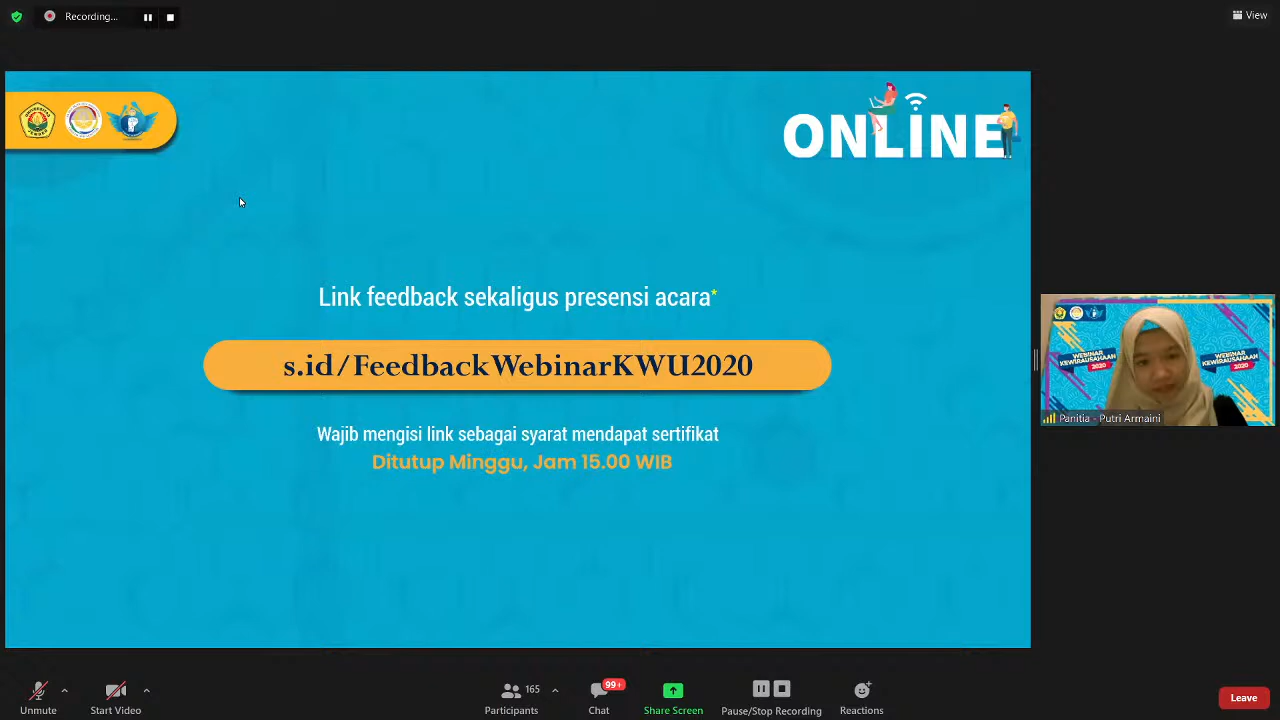 Recording...
View
ONLINE
Link feedback sekaligus presensi acara*
s.id/FeedbackWebinarKWU2020
Wajib mengisi link sebagai syarat mendapat sertifikat
Ditutup Minggu, Jam 15.00 WIB
WEBINAR
KEWIRAUSAHAAN
2020
WEBINAR
KEWIRAUSAHAAN
2020
Panitia - Putri Armaini
Unmute
Start Video
165
Participants
99+
Chat
Share Screen
Pause/Stop Recording
Reactions
Leave